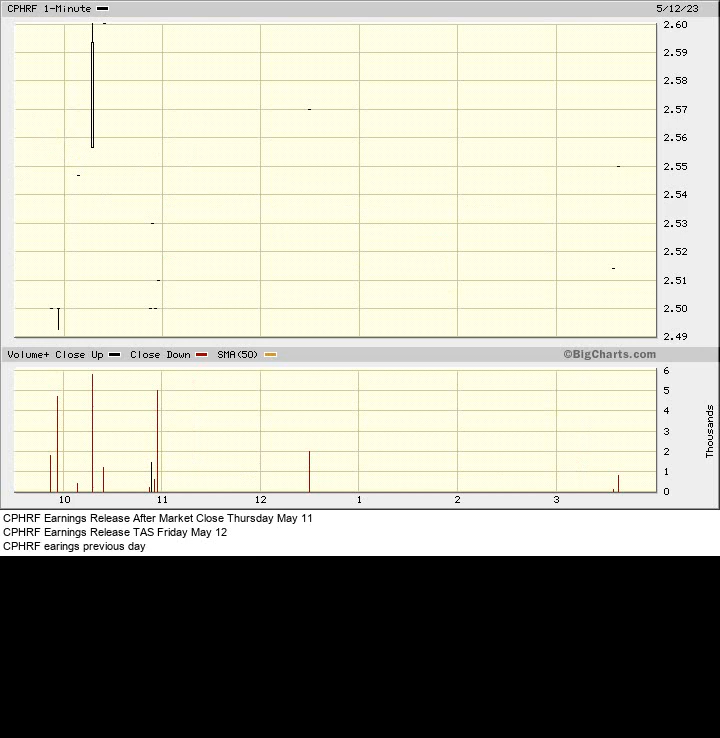 CPHRF 1-Minute 5/12/23
2.60
2.59
2.58
2.57
2.56
2.55
2.54
2.53
2.52
2.51
2.50
2.49
Volume+ Close Up Close Down SMA(50) ©BigCharts.com
6
5
4
3
2
1
0
Thousands
10 11 12 1 2 3
CPHRF Earnings Release After Market Close Thursday May 11
CPHRF Earnings Release TAS Friday May 12
CPHRF earings previous day